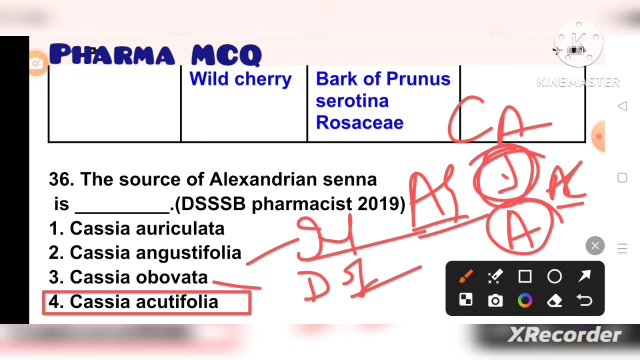 PHARMA MCQ
K
KINEMASTER
Wild cherry
Bark of Prunus
serotina
Rosaceae
CA
36. The source of Alexandrian senna
is _________.(DSSSB pharmacist 2019)
A
1. Cassia auriculata
2. Cassia angustifolia
3. Cassia obovata
4. Cassia acutifolia
XRecorder